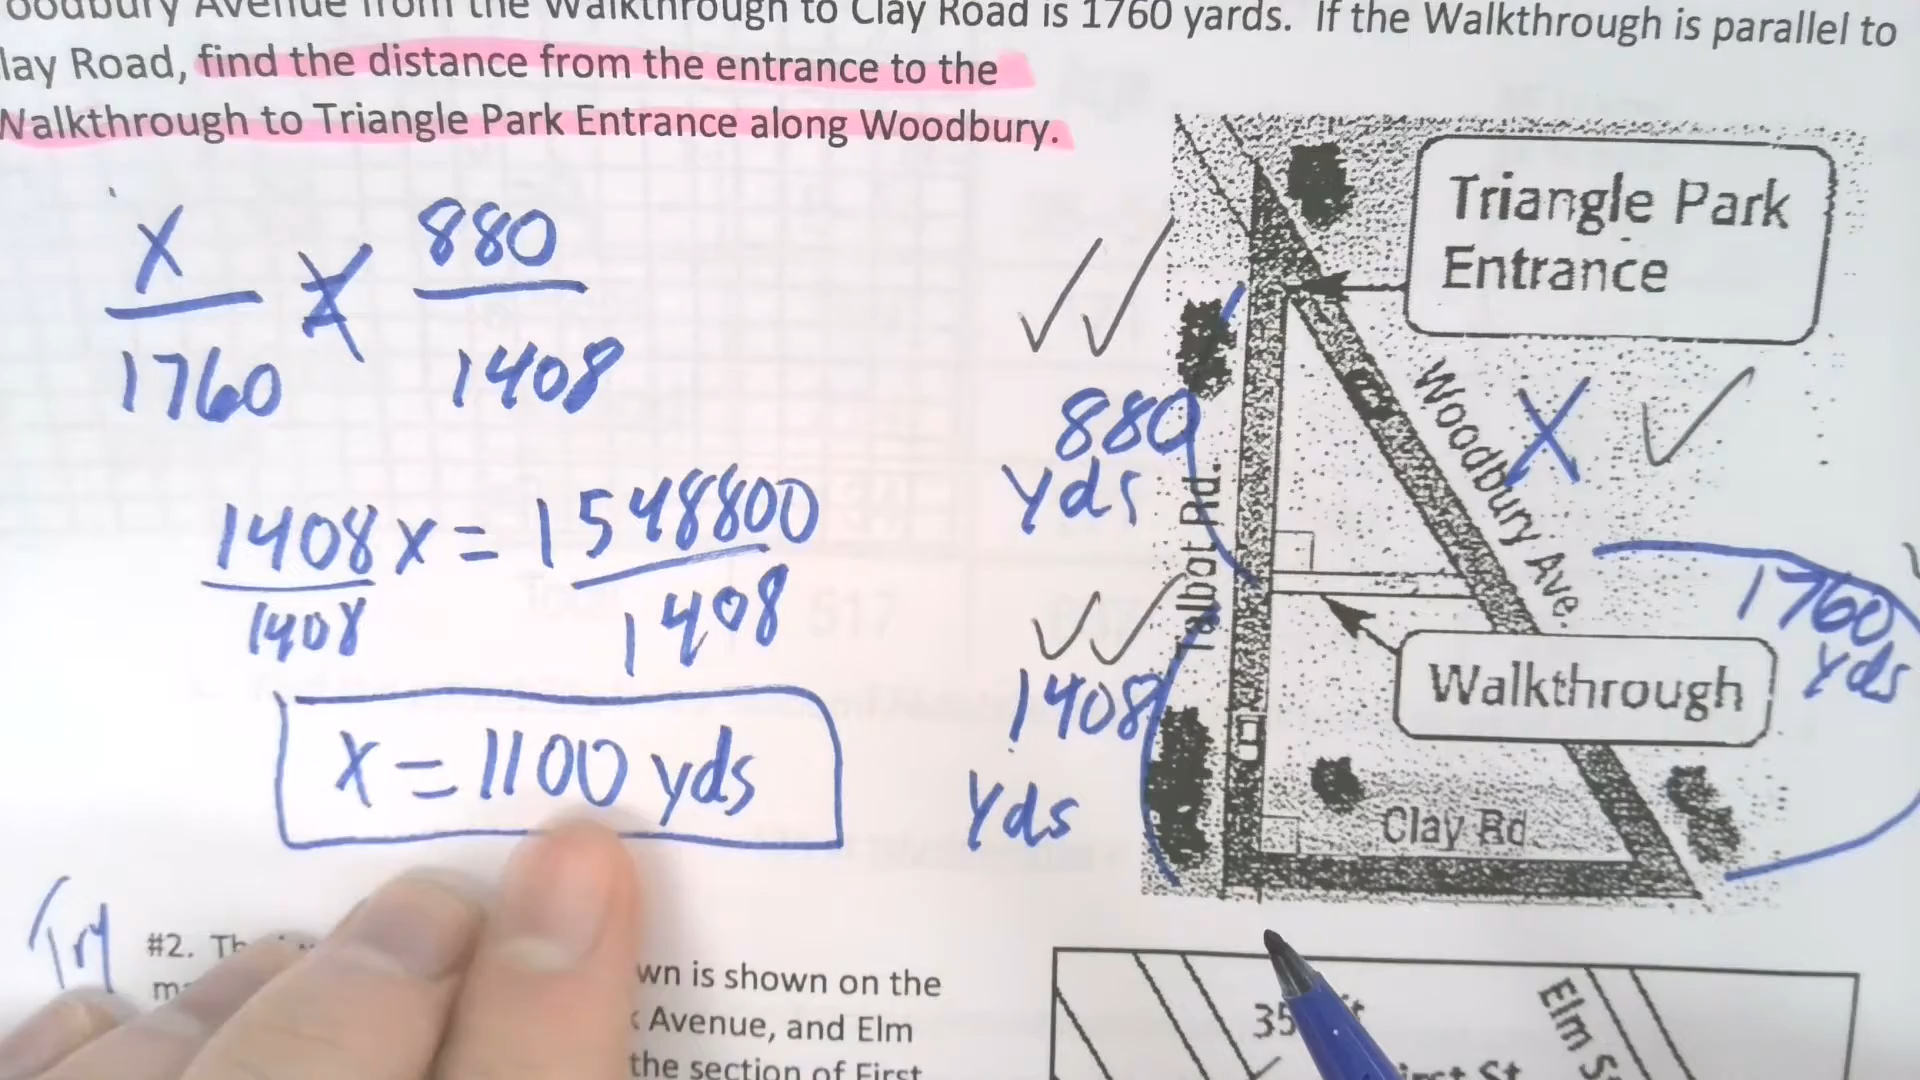 oodbury Avenue from the Walkthrough to Clay Road is 1760 yards. If the Walkthrough is parallel to
lay Road, find the distance from the entrance to the
Walkthrough to Triangle Park Entrance along Woodbury.
X 880
1760 1408
1408x = 1548800
1408 1408
x = 1100 yds
Triangle Park
Entrance
880
yds
Talbot Rd.
Woodbury Ave.
X
1760
yds
1408
yds
Walkthrough
Clay Rd
Try
#2. Th
wn is shown on the
Avenue, and Elm
the section of First
35
Elm S
irst St